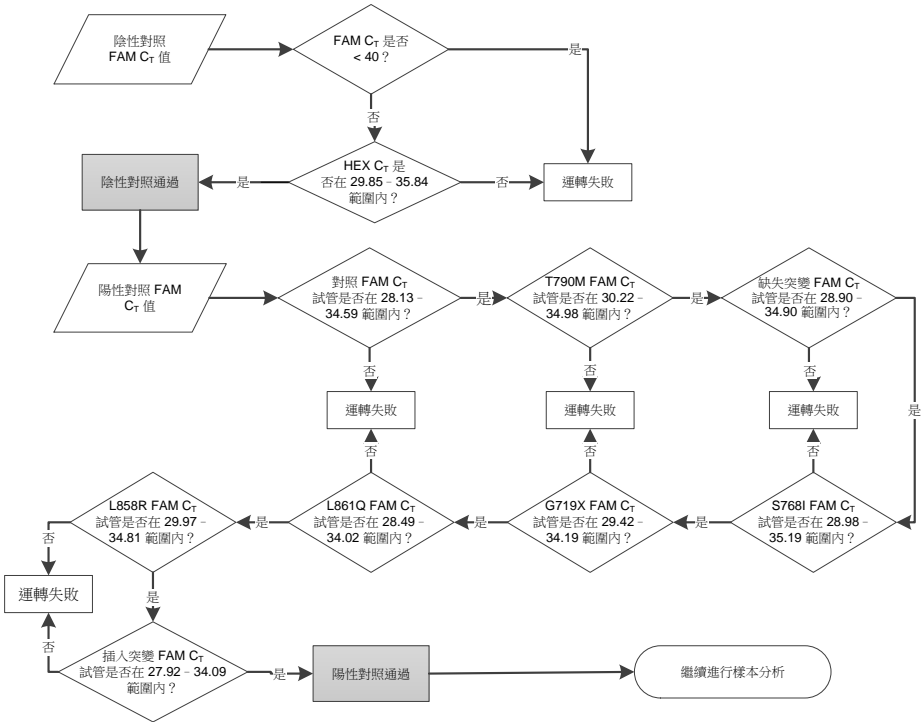 陰性對照
FAM CT 值
FAM CT 是否
< 40？
是
否
HEX CT 是
否在 29.85﹣35.84
範圍內？
是
陰性對照通過
否
運轉失敗
陽性對照 FAM
CT 值
對照 FAM CT
試管是否在 28.13﹣
34.59 範圍內？
是
T790M FAM CT
試管是否在 30.22﹣
34.98 範圍內？
是
缺失突變 FAM CT
試管是否在 28.90﹣
34.90 範圍內？
否
否
否
運轉失敗
運轉失敗
運轉失敗
是
否
否
否
S768I FAM CT
試管是否在 28.98﹣
35.19 範圍內？
是
G719X FAM CT
試管是否在 29.42﹣
34.19 範圍內？
是
L861Q FAM CT
試管是否在 28.49﹣
34.02 範圍內？
是
L858R FAM CT
試管是否在 29.97﹣
34.81 範圍內？
否
運轉失敗
是
否
插入突變 FAM CT
試管是否在 27.92﹣34.09
範圍內？
是
陽性對照通過
繼續進行樣本分析